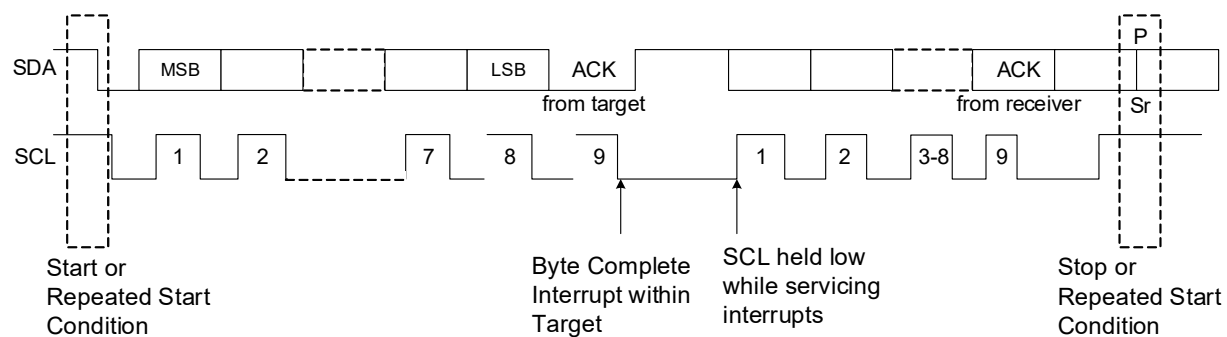 P
SDA MSB LSB ACK ACK
from target from receiver Sr
SCL 1 2 7 8 9 1 2 3-8 9
Start or
Repeated Start
Condition
Byte Complete
Interrupt within
Target
SCL held low
while servicing
interrupts
Stop or
Repeated Start
Condition